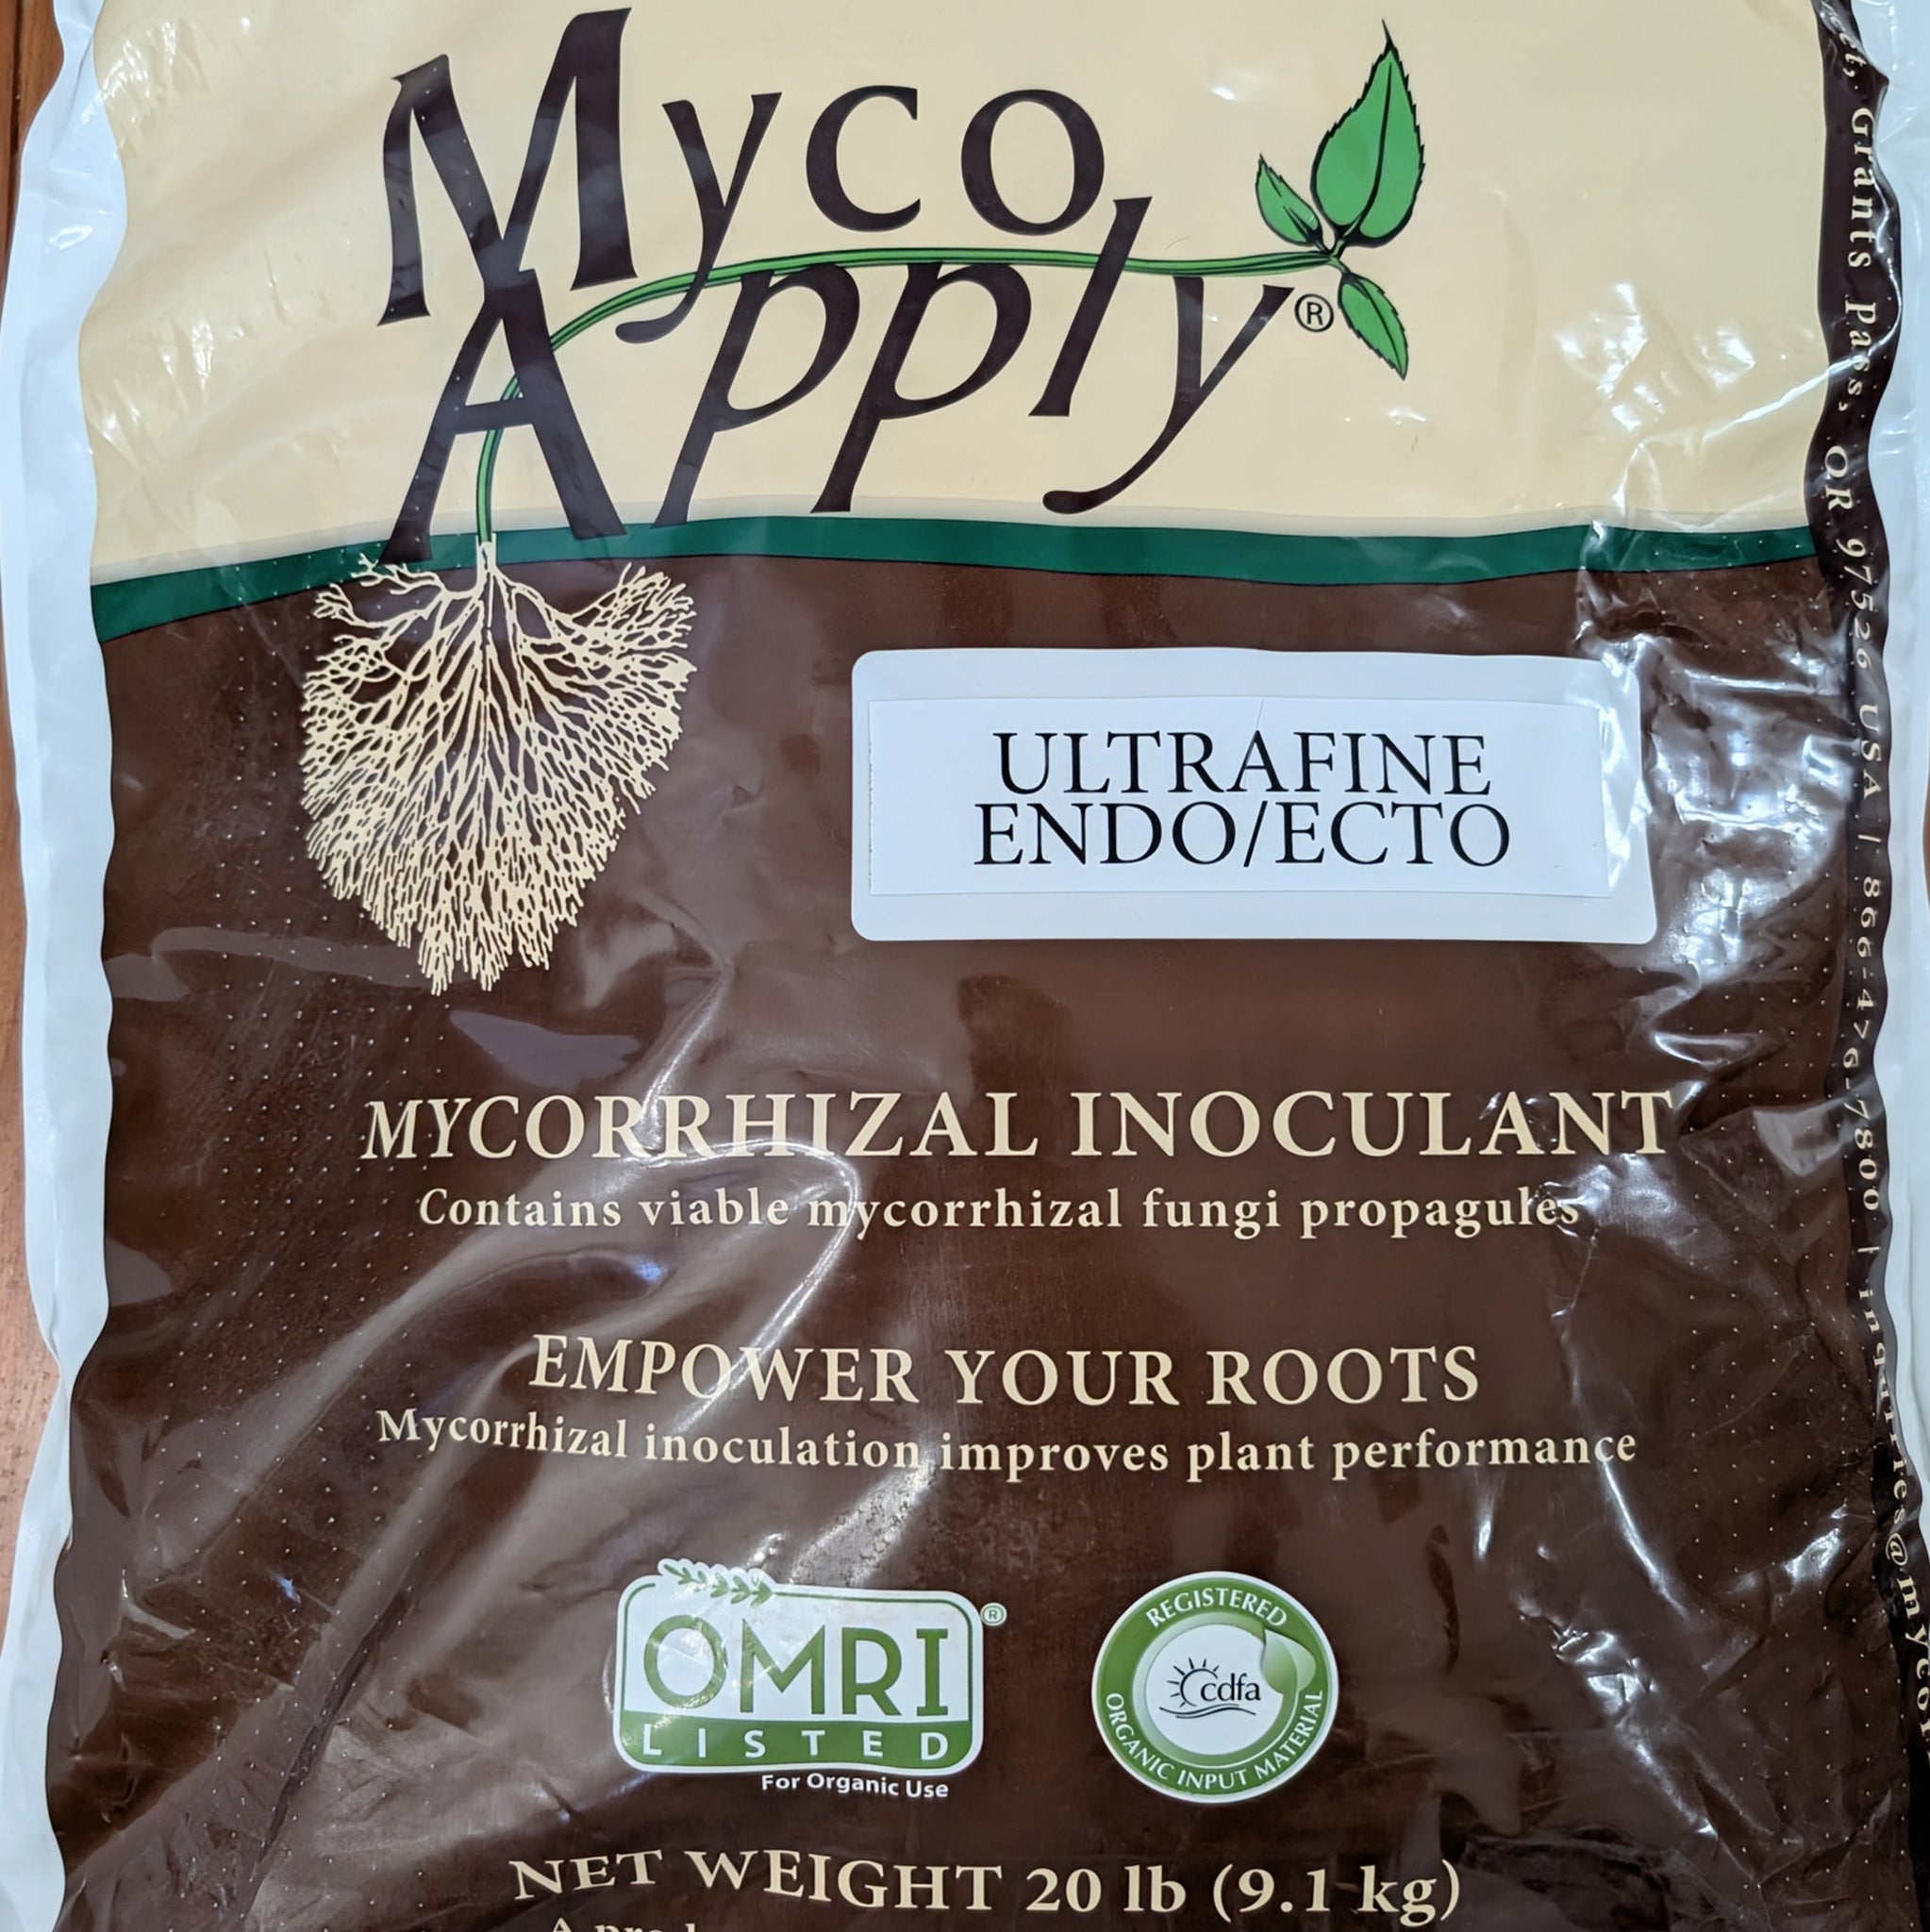 Myco
Apply®
ULTRAFINE
ENDO/ECTO
MYCORRHIZAL INOCULANT
Contains viable mycorrhizal fungi propagules
EMPOWER YOUR ROOTS
Mycorrhizal inoculation improves plant performance
OMRI ®
LISTED
For Organic Use
REGISTERED
cdfa
ORGANIC INPUT MATERIAL
NET WEIGHT 20 lb (9.1 kg)
Grants Pass, OR 97526 USA | 866-476-7800 | inquiries@myco